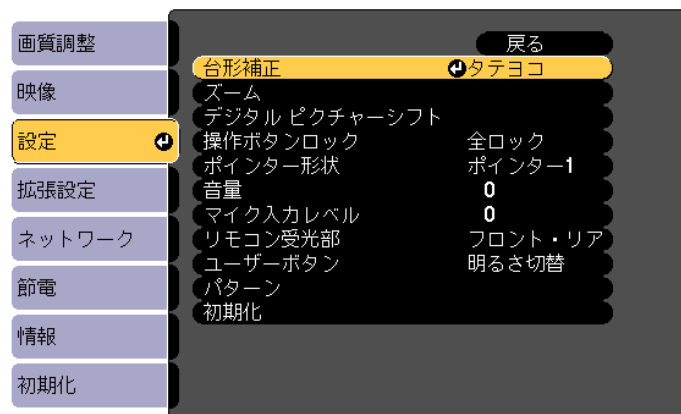 画質調整
映像
設定
拡張設定
ネットワーク
節電
情報
初期化
戻る
台形補正 タテヨコ
ズーム
デジタル ピクチャーシフト
操作ボタンロック 全ロック
ポインター形状 ポインター1
音量 0
マイク入力レベル 0
リモコン受光部 フロント・リア
ユーザーボタン 明るさ切替
パターン
初期化